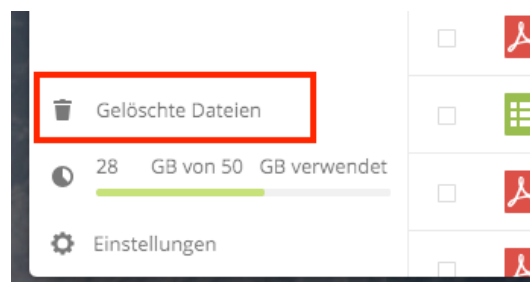 Gelöschte Dateien
28 GB von 50 GB verwendet
Einstellungen